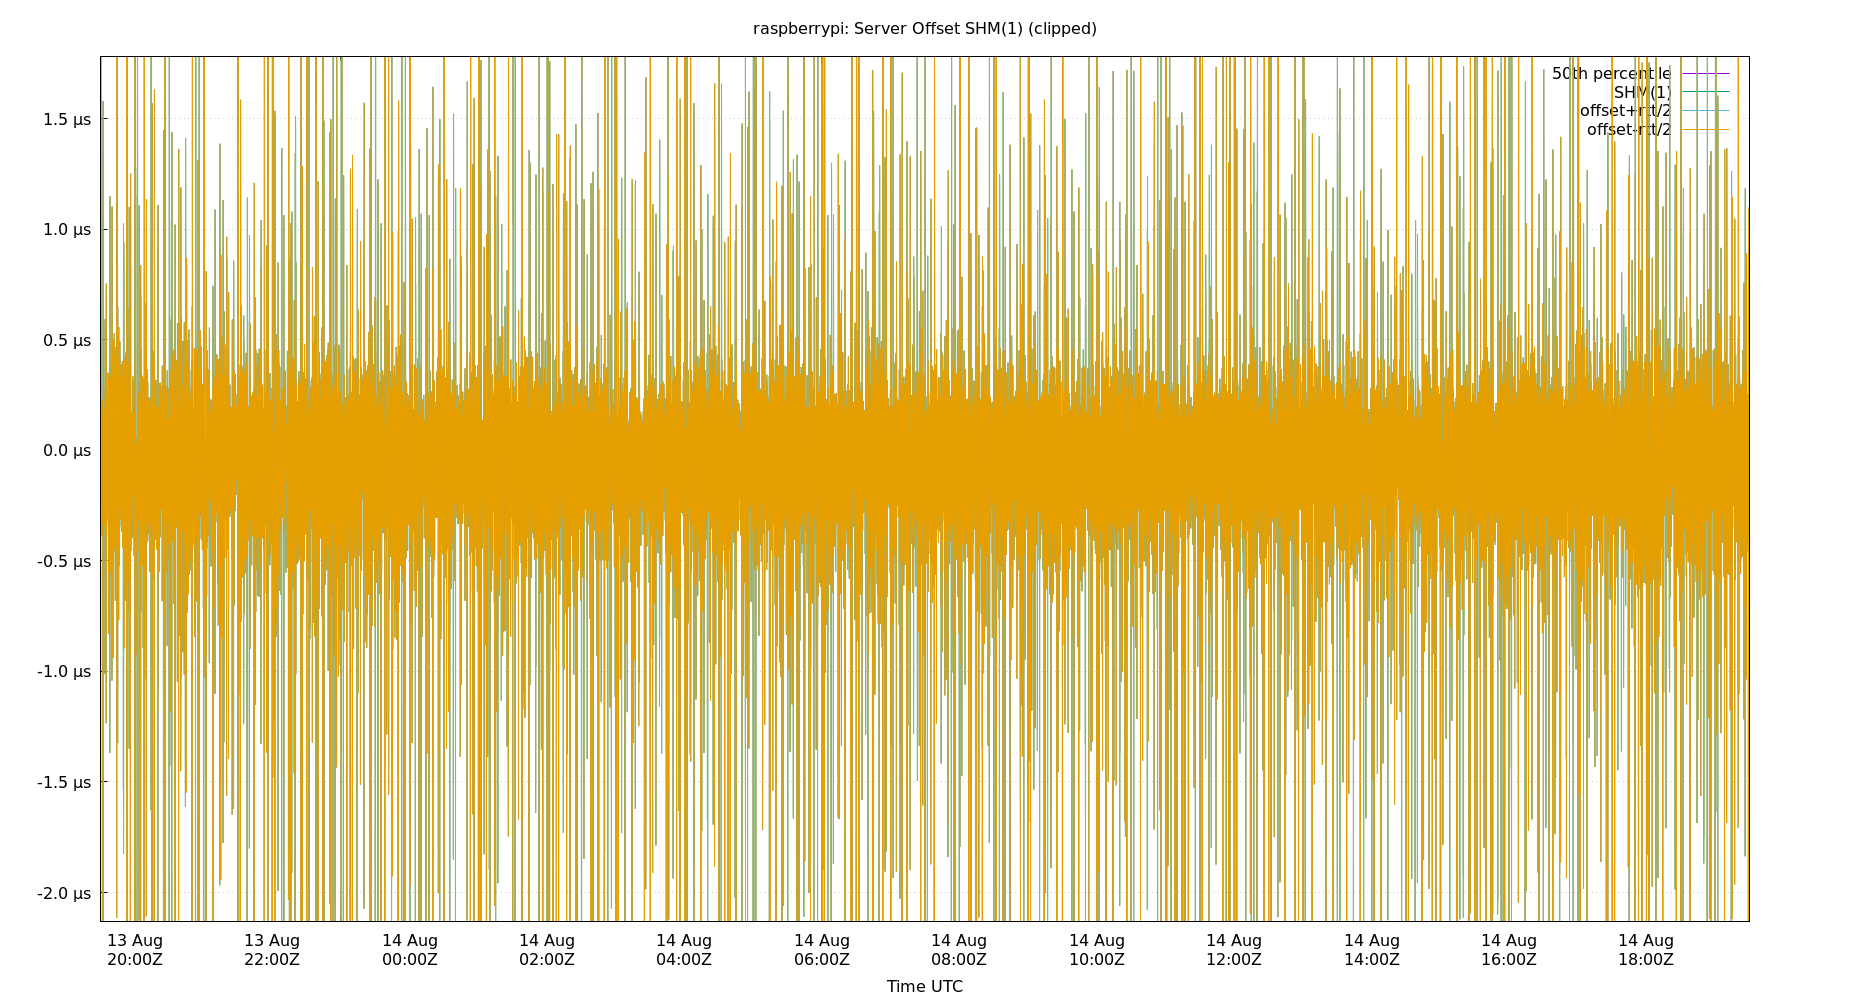 raspberrypi: Server Offset SHM(1) (clipped)
50th percentile
SHM(1)
offset+rtt/2
offset-rtt/2
1.5 µs
1.0 µs
0.5 µs
0.0 µs
-0.5 µs
-1.0 µs
-1.5 µs
-2.0 µs
13 Aug 13 Aug 14 Aug 14 Aug 14 Aug 14 Aug 14 Aug 14 Aug 14 Aug 14 Aug 14 Aug 14 Aug
20:00Z 22:00Z 00:00Z 02:00Z 04:00Z 06:00Z 08:00Z 10:00Z 12:00Z 14:00Z 16:00Z 18:00Z
Time UTC